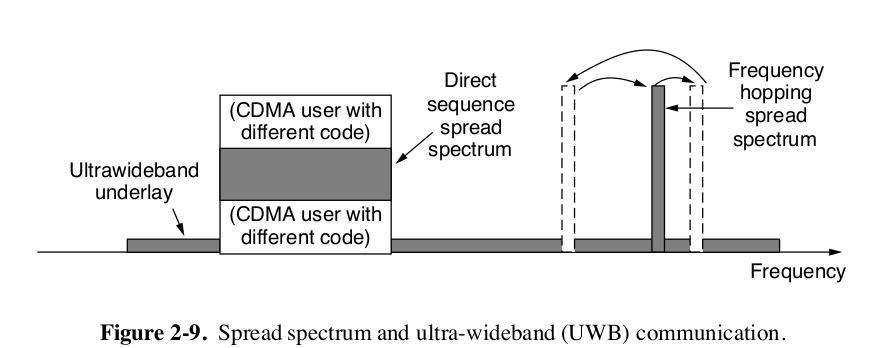 (CDMA user with
different code)
Direct
sequence
spread
spectrum
Frequency
hopping
spread
spectrum
Ultrawideband
underlay
(CDMA user with
different code)
Frequency
Figure 2-9. Spread spectrum and ultra-wideband (UWB) communication.